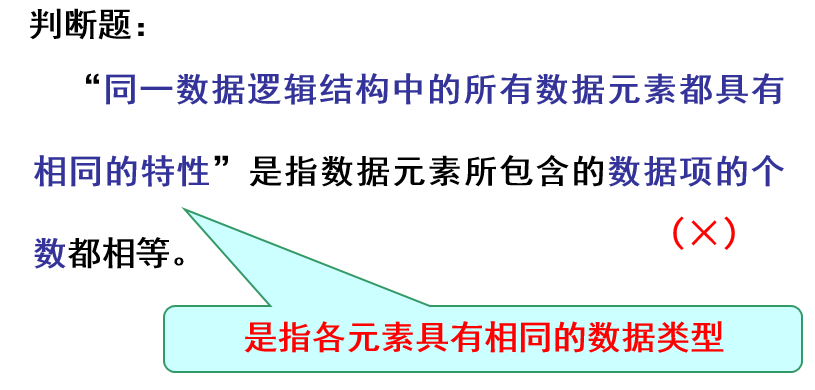 判断题：
“同一数据逻辑结构中的所有数据元素都具有
相同的特性”是指数据元素所包含的数据项的个
数都相等。
（×）
是指各元素具有相同的数据类型